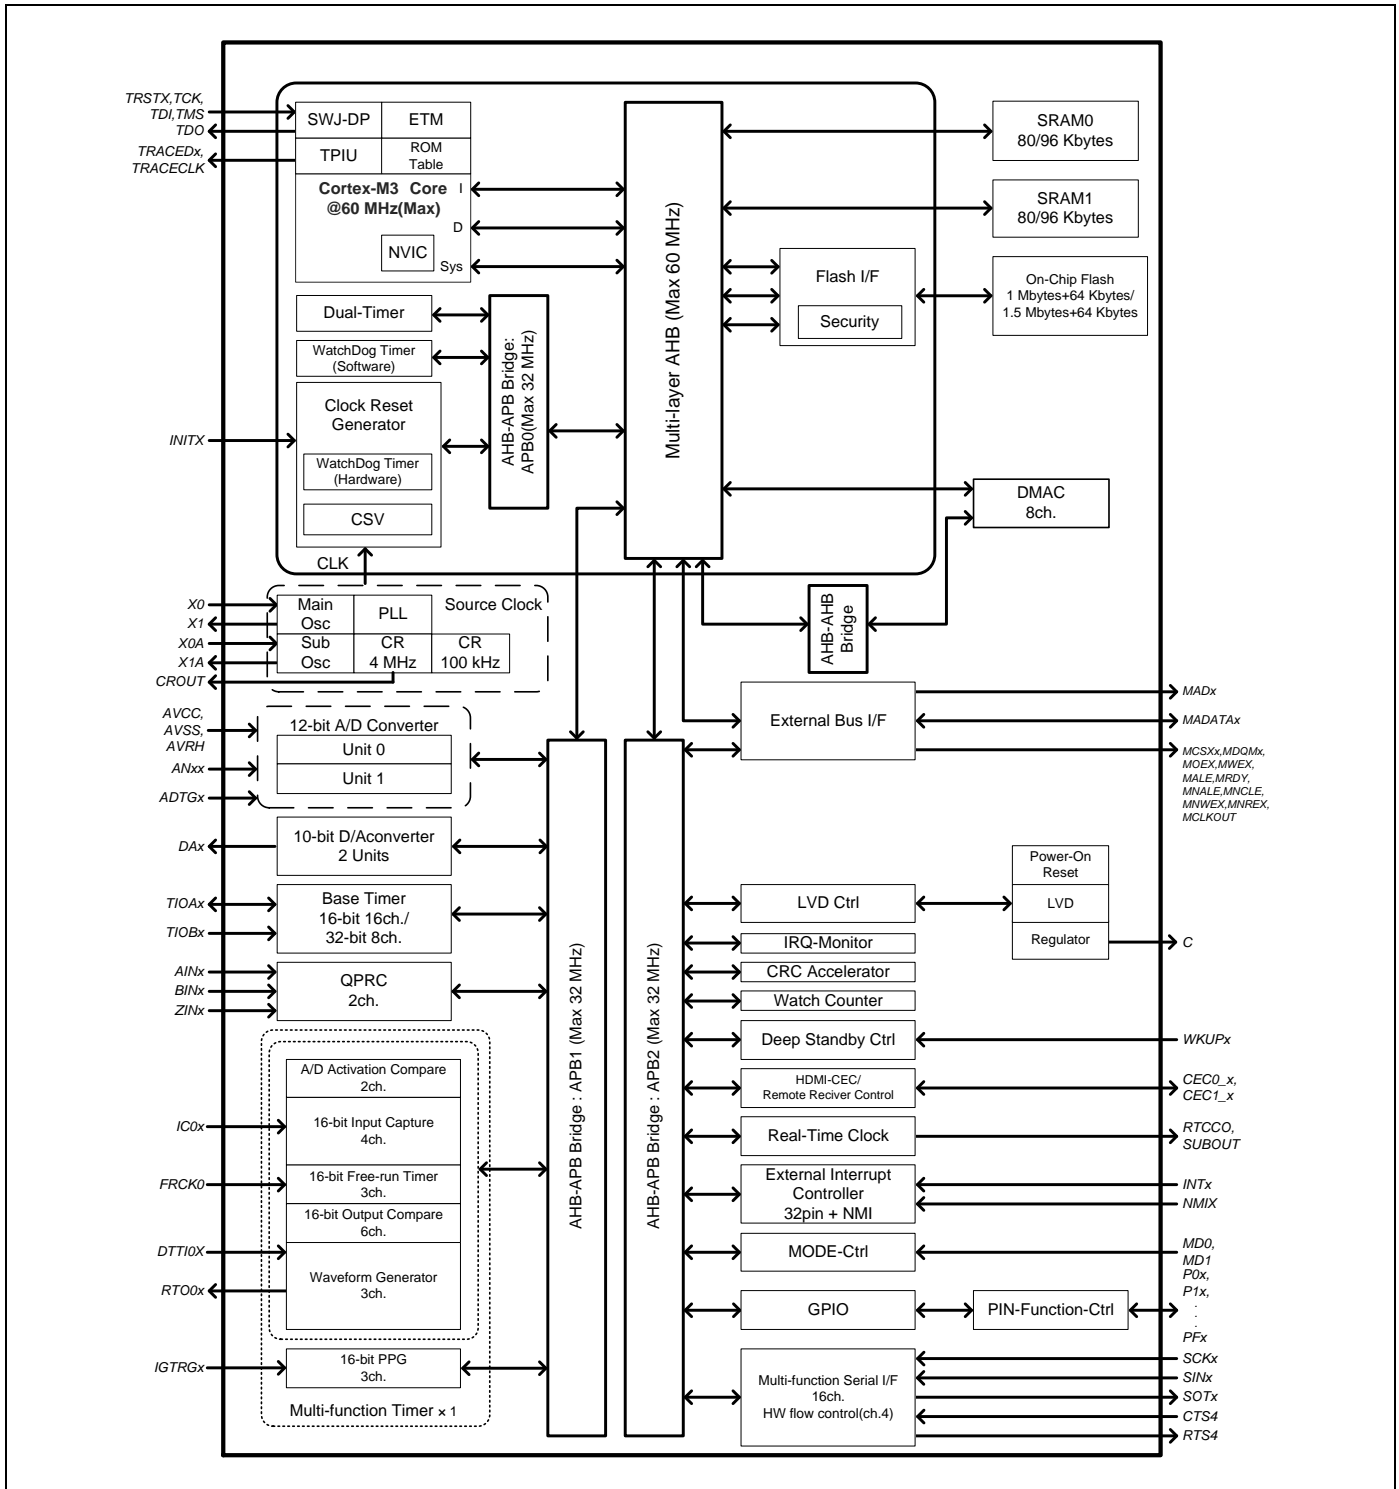 TRSTX,TCK,
TDI,TMS
TDO
TRACEDx,
TRACECLK
SWJ-DP
ETM
TPIU
ROM
Table
Cortex-M3 Core
@60 MHz(Max)
I
D
Sys
NVIC
Dual-Timer
WatchDog Timer
(Software)
Clock Reset
Generator
WatchDog Timer
(Hardware)
CSV
INITX
CLK
AHB-APB Bridge:
APB0(Max 32 MHz)
Multi-layer AHB (Max 60 MHz)
SRAM0
80/96 Kbytes
SRAM1
80/96 Kbytes
Flash I/F
Security
On-Chip Flash
1 Mbytes+64 Kbytes/
1.5 Mbytes+64 Kbytes
DMAC
8ch.
AHB-AHB
Bridge
X0
X1
X0A
X1A
CROUT
Main
Osc
PLL
Source Clock
Sub
Osc
CR
4 MHz
CR
100 kHz
AVCC,
AVSS,
AVRH
ANxx
ADTGx
12-bit A/D Converter
Unit 0
Unit 1
DAx
10-bit D/Aconverter
2 Units
TIOAx
TIOBx
Base Timer
16-bit 16ch./
32-bit 8ch.
AINx
BINx
ZINx
QPRC
2ch.
A/D Activation Compare
2ch.
IC0x
16-bit Input Capture
4ch.
FRCK0
16-bit Free-run Timer
3ch.
16-bit Output Compare
6ch.
DTTI0X
RTO0x
Waveform Generator
3ch.
IGTRGx
16-bit PPG
3ch.
Multi-function Timer × 1
AHB-APB Bridge : APB1 (Max 32 MHz)
AHB-APB Bridge : APB2 (Max 32 MHz)
External Bus I/F
MADx
MADATAx
MCSXx,MDQMx,
MOEX,MWEX,
MALE,MRDY,
MNALE,MNCLE,
MNWEX,MNREX,
MCLKOUT
LVD Ctrl
Power-On
Reset
LVD
Regulator
C
IRQ-Monitor
CRC Accelerator
Watch Counter
Deep Standby Ctrl
WKUPx
HDMI-CEC/
Remote Reciver Control
CEC0_x,
CEC1_x
Real-Time Clock
RTCCO,
SUBOUT
External Interrupt
Controller
32pin + NMI
INTx
NMIX
MODE-Ctrl
MD0,
MD1
GPIO
PIN-Function-Ctrl
P0x,
P1x,
.
.
PFx
Multi-function Serial I/F
16ch.
HW flow control(ch.4)
SCKx
SINx
SOTx
CTS4
RTS4